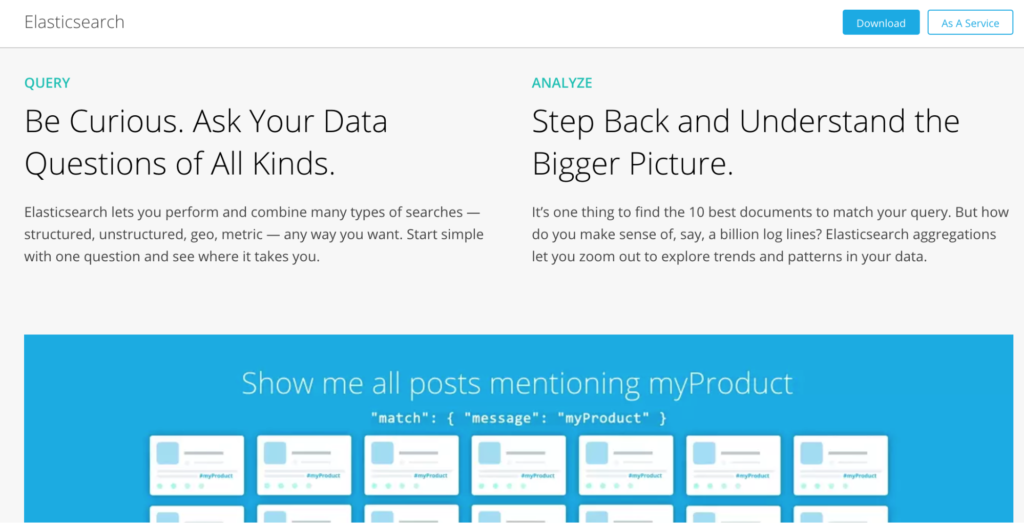 Elasticsearch
Download
As A Service
QUERY
Be Curious. Ask Your Data
Questions of All Kinds.
Elasticsearch lets you perform and combine many types of searches —
structured, unstructured, geo, metric — any way you want. Start simple
with one question and see where it takes you.
ANALYZE
Step Back and Understand the
Bigger Picture.
It’s one thing to find the 10 best documents to match your query. But how
do you make sense of, say, a billion log lines? Elasticsearch aggregations
let you zoom out to explore trends and patterns in your data.
Show me all posts mentioning myProduct
"match": { "message": "myProduct" }
#myProduct #myProduct #myProduct #myProduct #myProduct #myProduct #myProduct